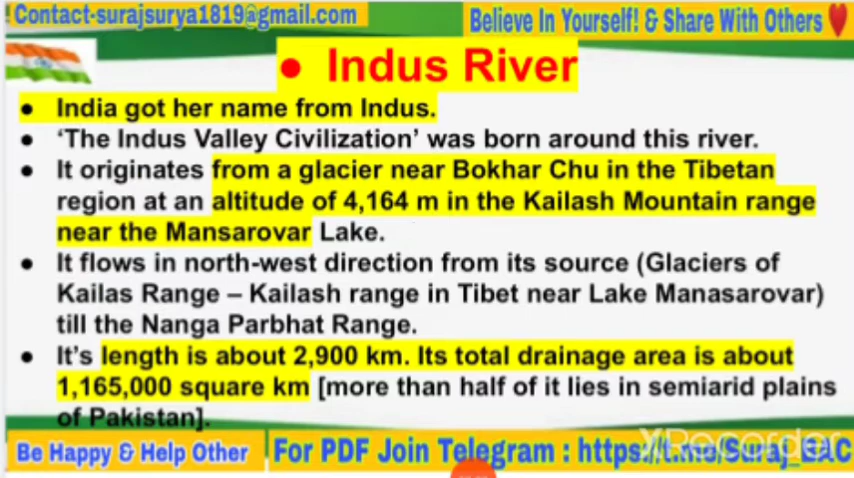 Contact-surajsurya1819@gmail.com
Believe In Yourself! & Share With Others
● Indus River
● India got her name from Indus.
● ‘The Indus Valley Civilization’ was born around this river.
● It originates from a glacier near Bokhar Chu in the Tibetan
region at an altitude of 4,164 m in the Kailash Mountain range
near the Mansarovar Lake.
● It flows in north-west direction from its source (Glaciers of
Kailas Range – Kailash range in Tibet near Lake Manasarovar)
till the Nanga Parbhat Range.
● It’s length is about 2,900 km. Its total drainage area is about
1,165,000 square km [more than half of it lies in semiarid plains
of Pakistan].
Be Happy & Help Other
For PDF Join Telegram : https://t.me/Suraj_
XRecorder